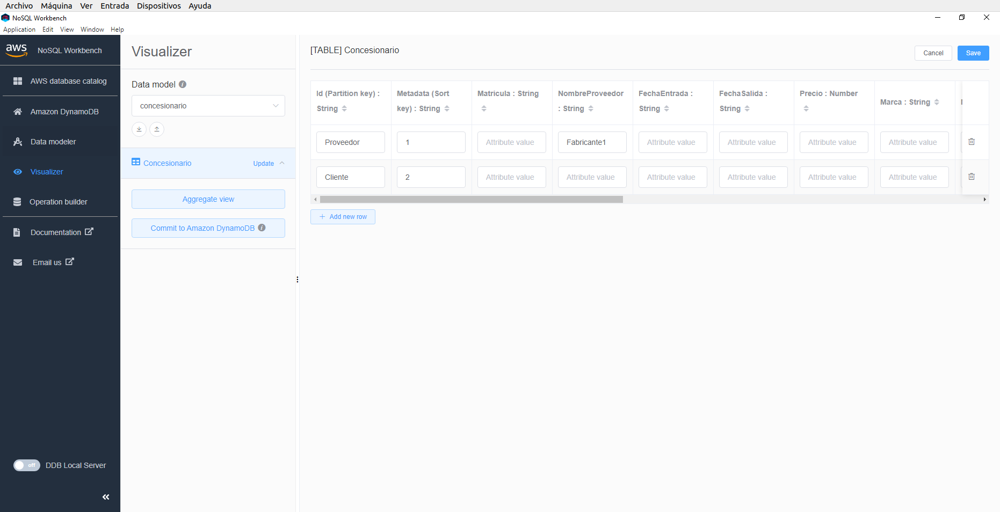 Archivo Máquina Ver Entrada Dispositivos Ayuda
NoSQL Workbench
Application Edit View Window Help
aws NoSQL Workbench
AWS database catalog
Amazon DynamoDB
Data modeler
Visualizer
Operation builder
Documentation
Email us
off DDB Local Server
Visualizer
Data model
concesionario
Concesionario Update
Aggregate view
Commit to Amazon DynamoDB
[TABLE] Concesionario
Cancel Save
Id (Partition key) : String
Metadata (Sort key) : String
Matricula : String
NombreProveedor : String
FechaEntrada : String
FechaSalida : String
Precio : Number
Marca : String
Proveedor 1 Attribute value Fabricante1 Attribute value Attribute value Attribute value Attribute value
Cliente 2 Attribute value Attribute value Attribute value Attribute value Attribute value Attribute value
+ Add new row